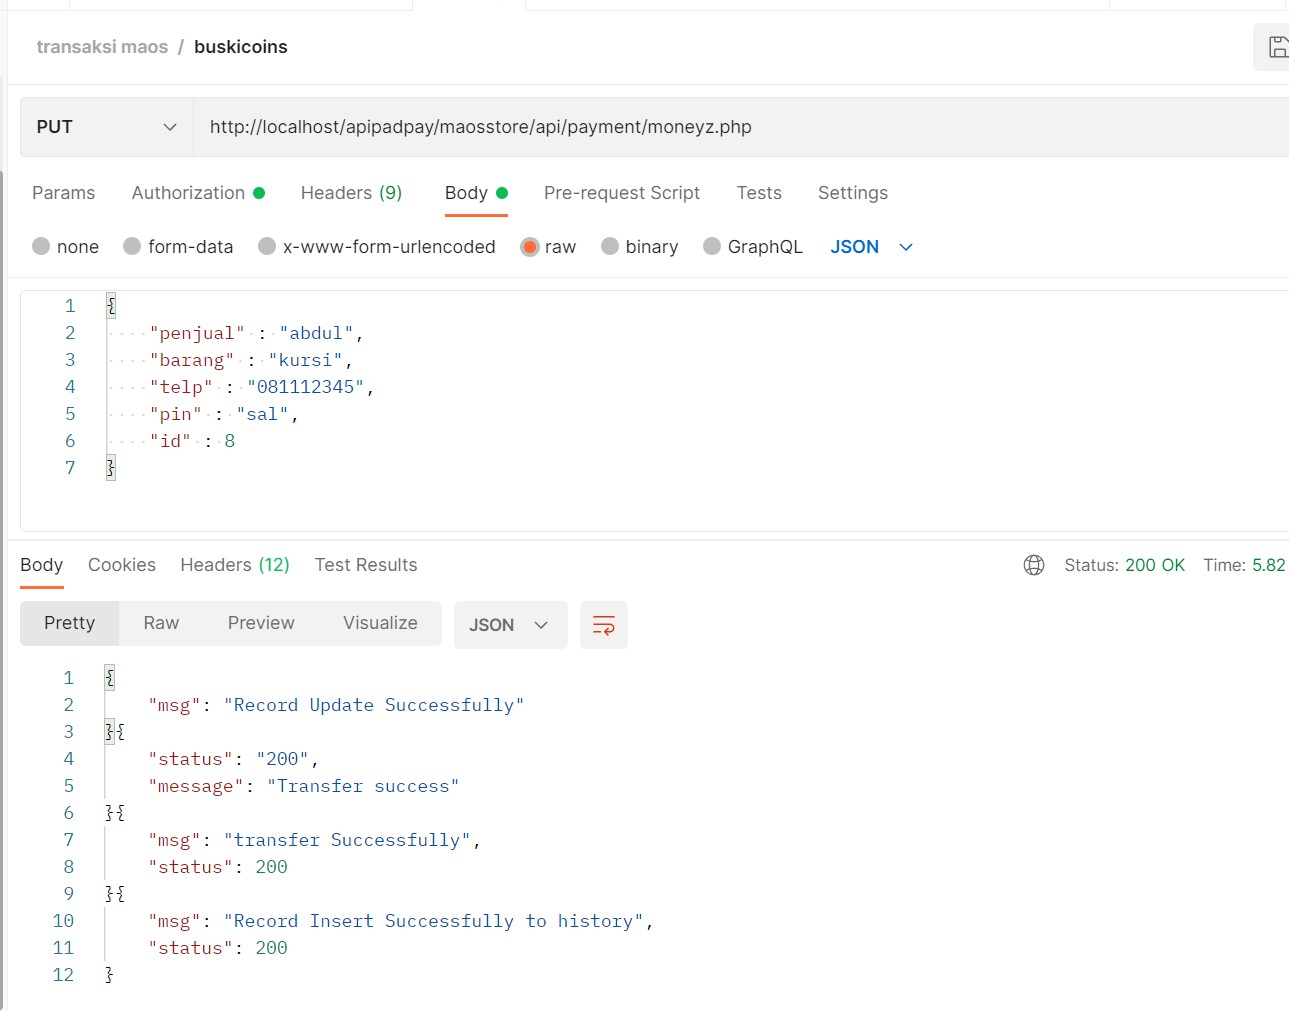 transaksi maos / buskicoins
PUT http://localhost/apipadpay/maosstore/api/payment/moneyz.php
Params Authorization Headers (9) Body Pre-request Script Tests Settings
none form-data x-www-form-urlencoded raw binary GraphQL JSON
1 {
2 "penjual" : "abdul",
3 "barang" : "kursi",
4 "telp" : "081112345",
5 "pin" : "sal",
6 "id" : 8
7 }
Body Cookies Headers (12) Test Results Status: 200 OK Time: 5.82
Pretty Raw Preview Visualize JSON
1 {
2 "msg": "Record Update Successfully"
3 }{
4 "status": "200",
5 "message": "Transfer success"
6 }{
7 "msg": "transfer Successfully",
8 "status": 200
9 }{
10 "msg": "Record Insert Successfully to history",
11 "status": 200
12 }